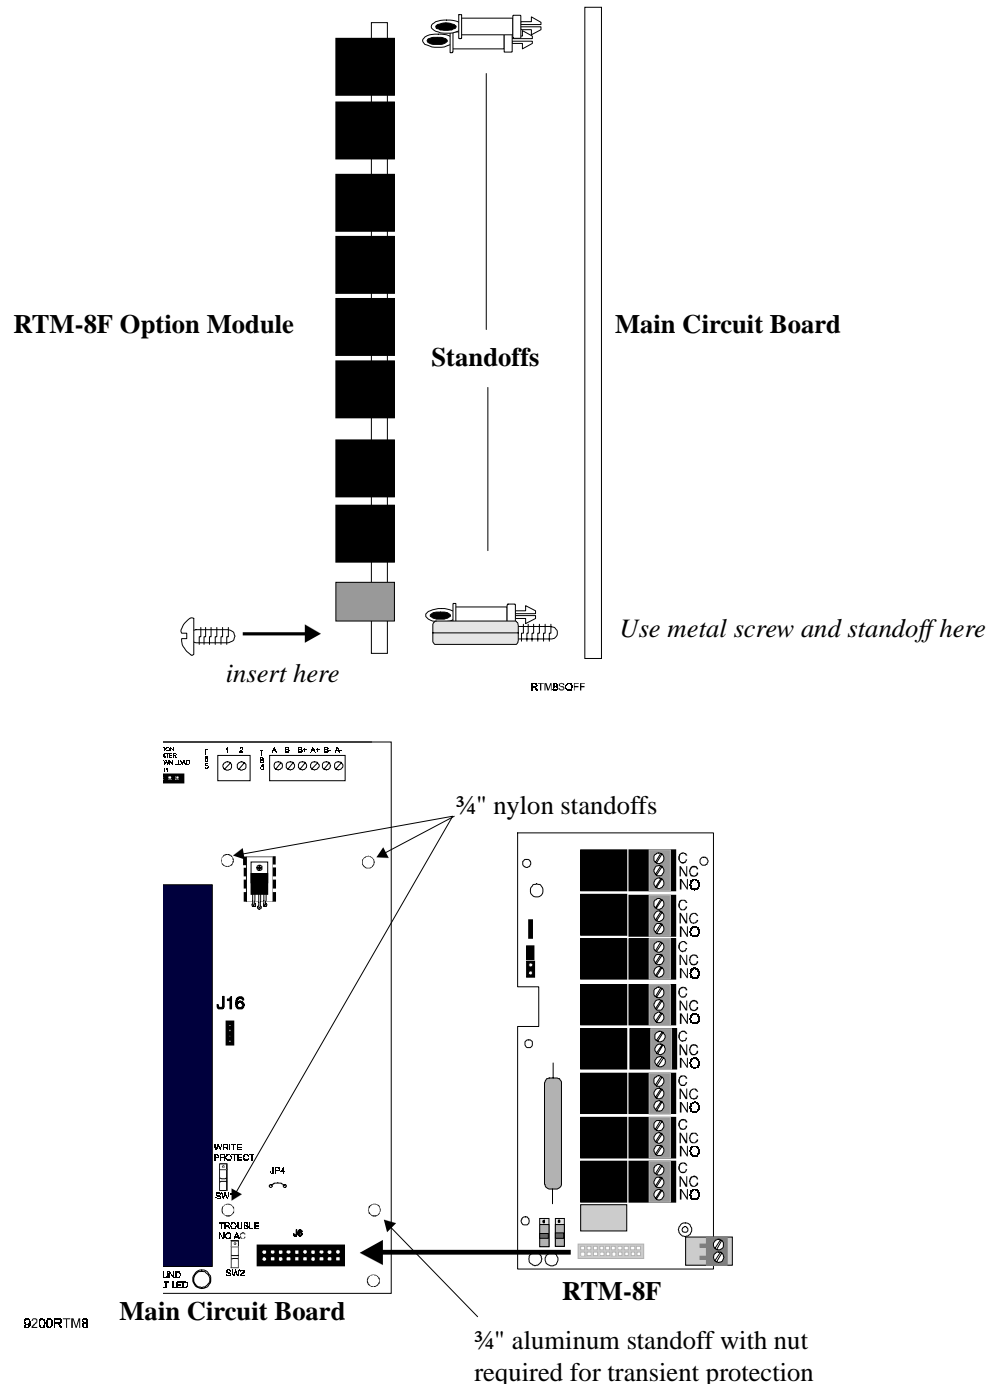 RTM-8F Option Module
Main Circuit Board
Standoffs
Use metal screw and standoff here
insert here
RTM8SOFF
1 2
A B B+ A+ B- A-
¾" nylon standoffs
J16
WRITE
PROTECT
SW1
JP4
TROUBLE
NO AC
SW2
J6
C
NC
NO
C
NC
NO
C
NC
NO
C
NC
NO
C
NC
NO
C
NC
NO
C
NC
NO
C
NC
NO
RTM-8F
Main Circuit Board
9200RTM8
¾" aluminum standoff with nut
required for transient protection